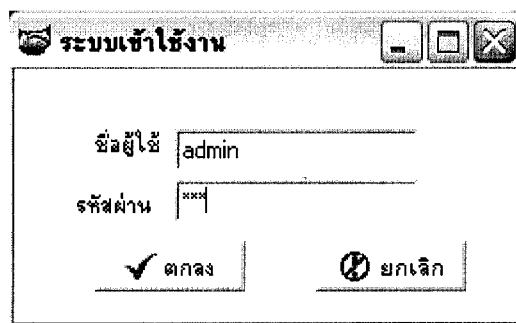 ระบบเข้าใช้งาน
ชื่อผู้ใช้ admin
รหัสผ่าน ***
ตกลง ยกเลิก